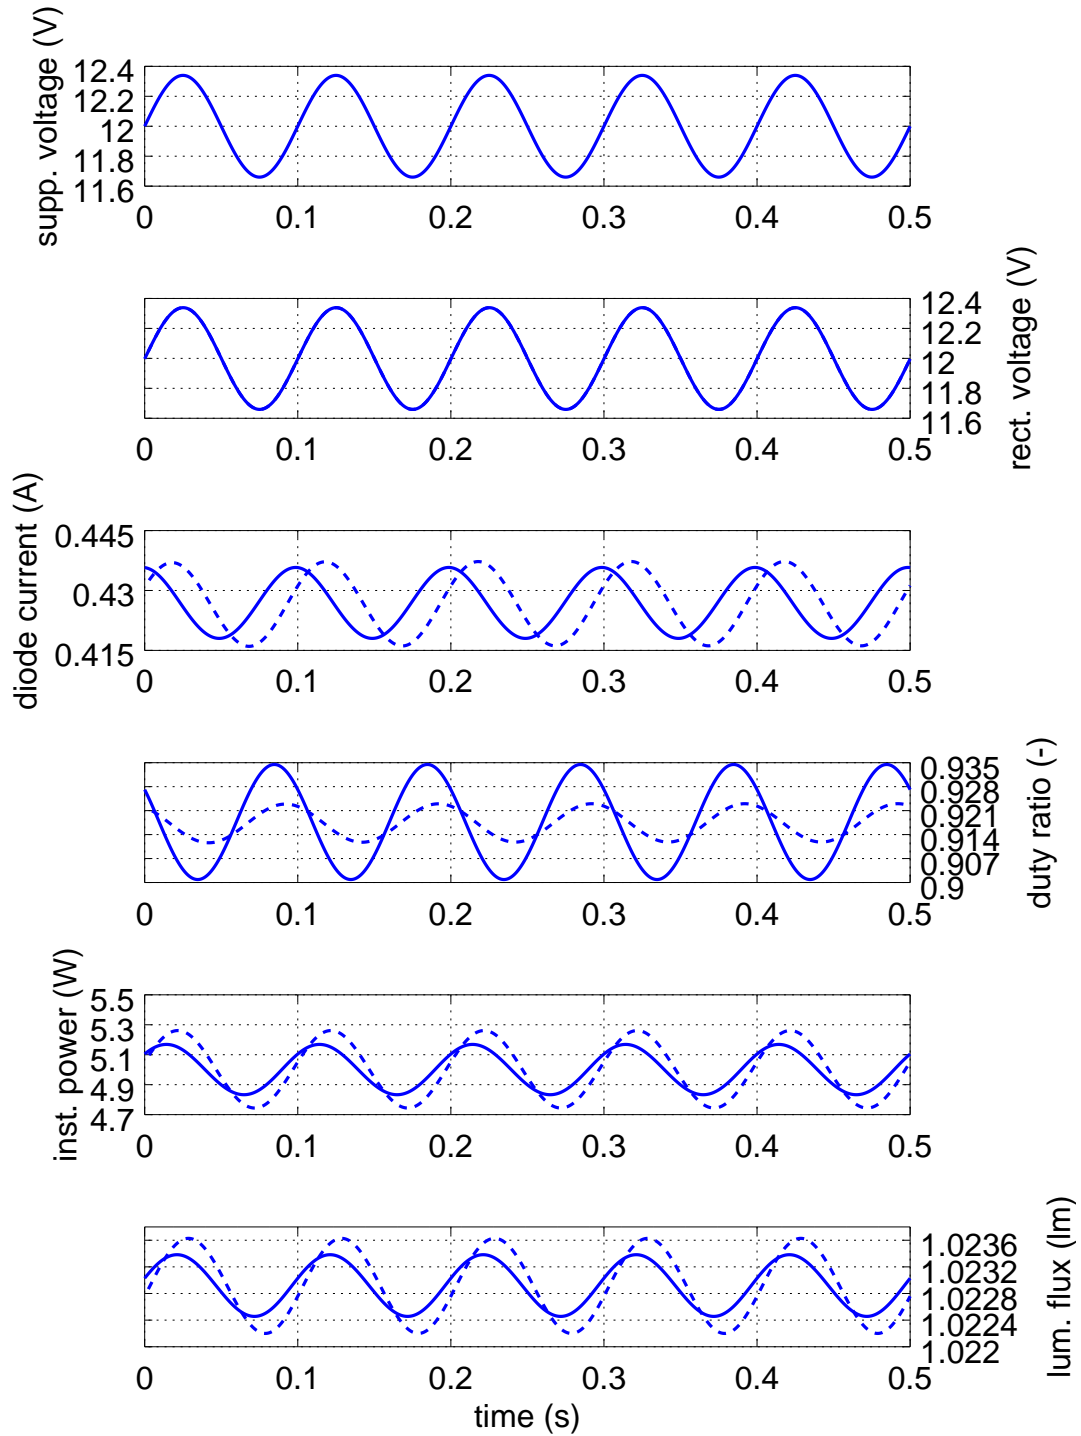 supp. voltage (V)
12.4
12.2
12
11.8
11.6
0 0.1 0.2 0.3 0.4 0.5
rect. voltage (V)
12.4
12.2
12
11.8
11.6
0 0.1 0.2 0.3 0.4 0.5
diode current (A)
0.445
0.43
0.415
0 0.1 0.2 0.3 0.4 0.5
duty ratio (-)
0.935
0.928
0.921
0.914
0.907
0.9
0 0.1 0.2 0.3 0.4 0.5
inst. power (W)
5.5
5.3
5.1
4.9
4.7
0 0.1 0.2 0.3 0.4 0.5
lum. flux (lm)
1.0236
1.0232
1.0228
1.0224
1.022
0 0.1 0.2 0.3 0.4 0.5
time (s)